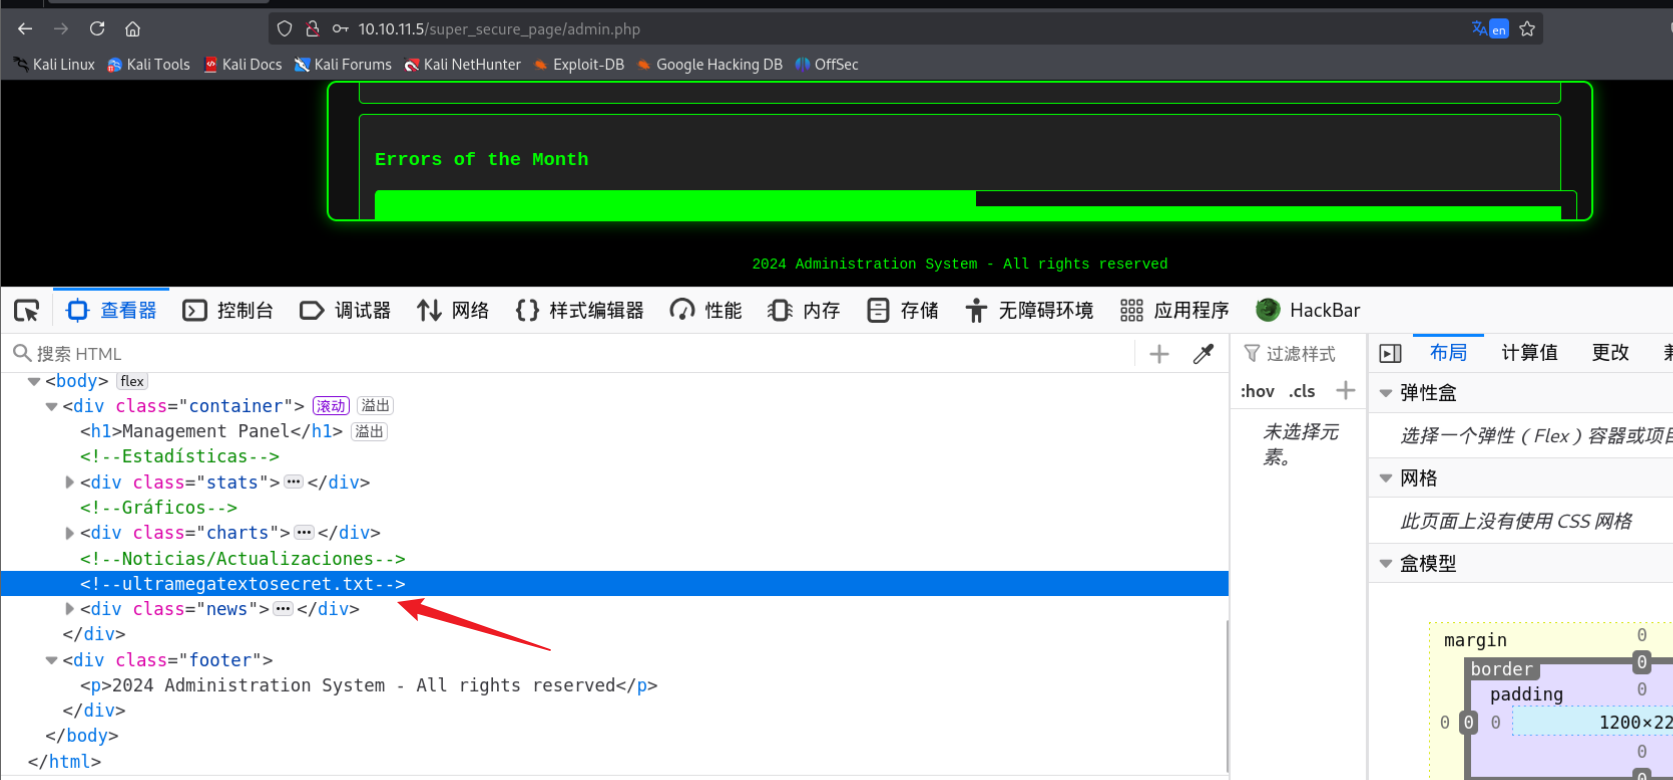 10.10.11.5/super_secure_page/admin.php
en
Kali Linux Kali Tools Kali Docs Kali Forums Kali NetHunter Exploit-DB Google Hacking DB OffSec
Errors of the Month
2024 Administration System - All rights reserved
查看器 控制台 调试器 网络 样式编辑器 性能 内存 存储 无障碍环境 应用程序 HackBar
搜索 HTML
<body> flex
<div class="container"> 滚动 溢出
<h1>Management Panel</h1> 溢出
<!--Estadísticas-->
<div class="stats"> ••• </div>
<!--Gráficos-->
<div class="charts"> ••• </div>
<!--Noticias/Actualizaciones-->
<!--ultramegatextosecret.txt-->
<div class="news"> ••• </div>
</div>
<div class="footer">
<p>2024 Administration System - All rights reserved</p>
</div>
</body>
</html>
过滤样式
:hov .cls
未选择元
素。
布局 计算值 更改
弹性盒
选择一个弹性（Flex）容器或项
网格
此页面上没有使用 CSS 网格
盒模型
margin 0
border 0
padding 0
0 0 0 1200×22
0
0